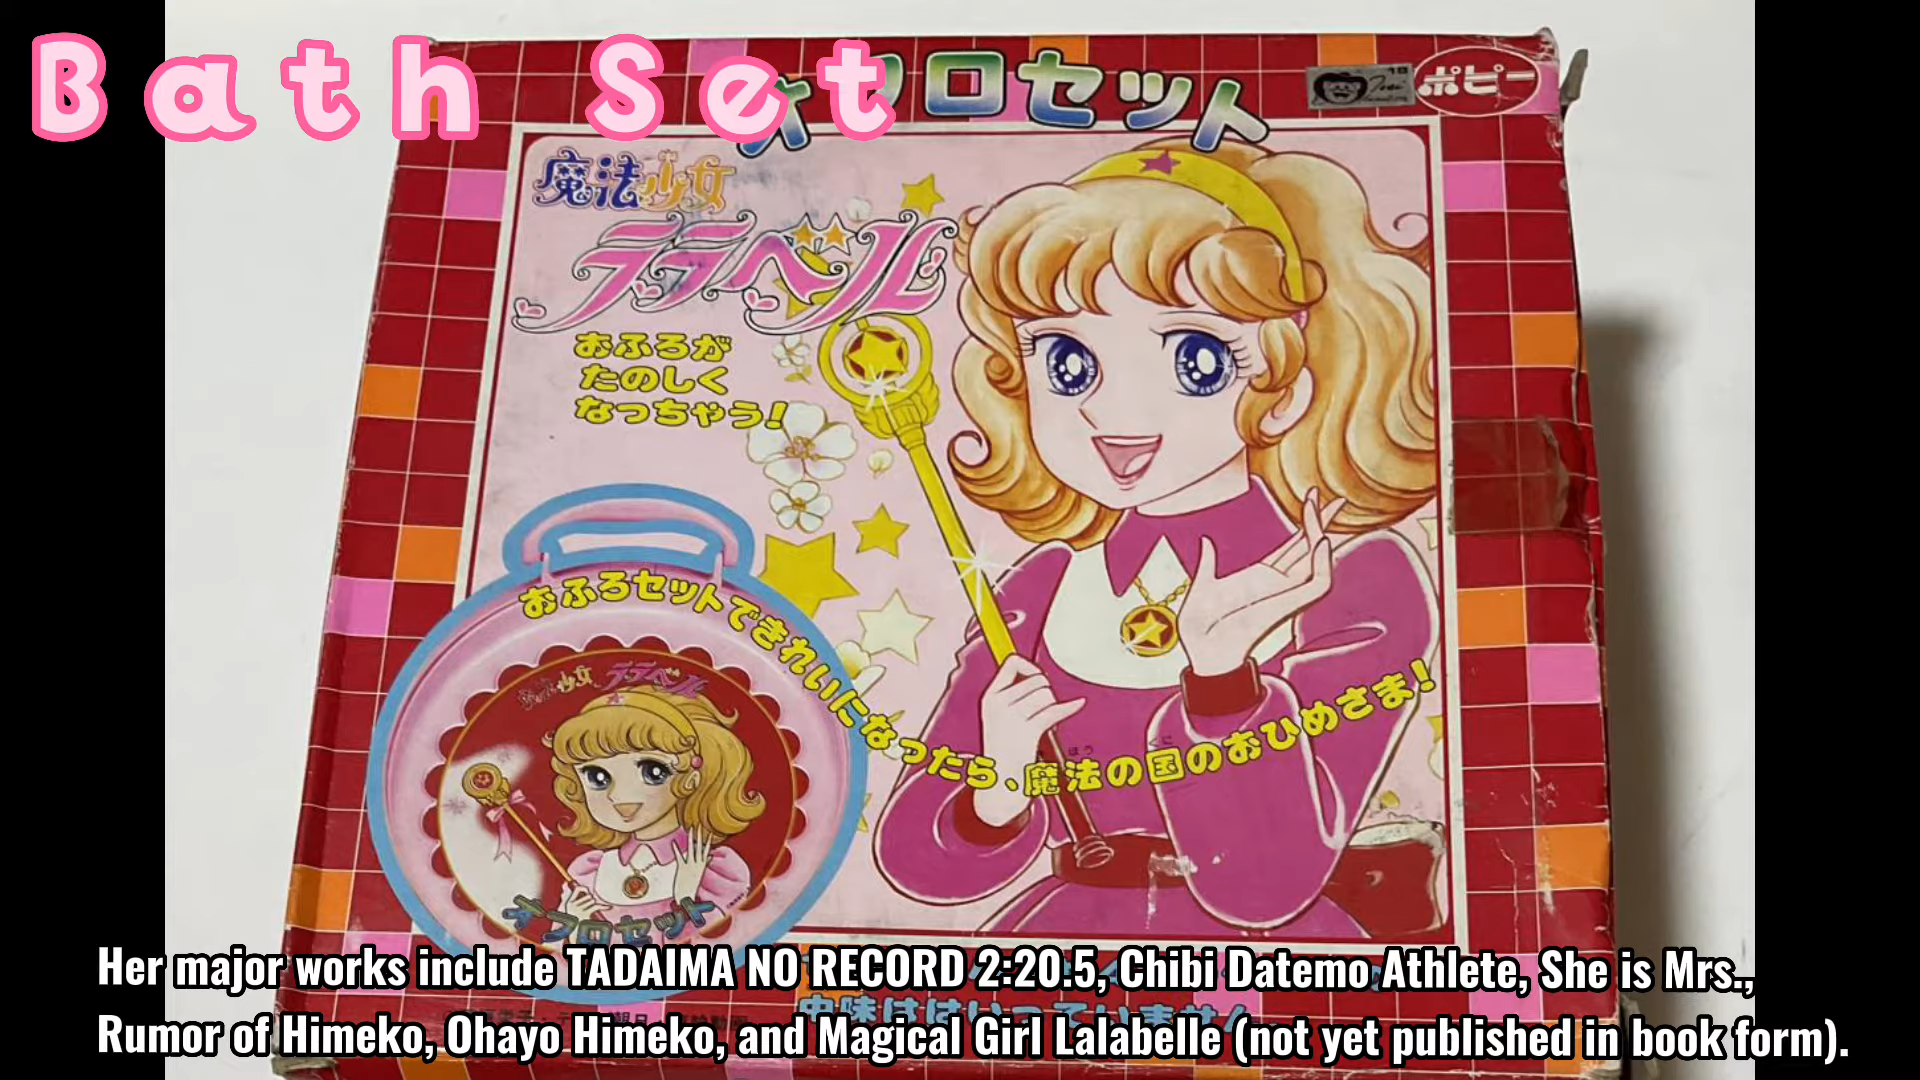 Bath Set
オフロセット
ポピー
魔法少女
ララベル
おふろが
たのしく
なっちゃう!
おふろセットできれいになったら、魔法の国のおひめさま!
魔法少女 ララベル
オフロセット
Her major works include TADAIMA NO RECORD 2:20.5, Chibi Datemo Athlete, She is Mrs.,
Rumor of Himeko, Ohayo Himeko, and Magical Girl Lalabelle (not yet published in book form).